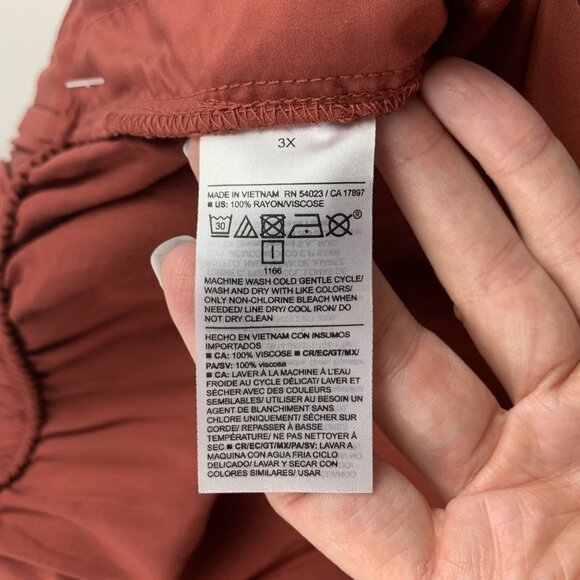 3X
MADE IN VIETNAM RN 54023 / CA 17897
■ US: 100% RAYON/VISCOSE
30
®
1166
MACHINE WASH COLD GENTLE CYCLE/
WASH AND DRY WITH LIKE COLORS/
ONLY NON-CHLORINE BLEACH WHEN
NEEDED/ LINE DRY/ COOL IRON/ DO
NOT DRY CLEAN
HECHO EN VIETNAM CON INSUMOS
IMPORTADOS
■ CA: 100% VISCOSE ■ CR/EC/GT/MX/
PA/SV: 100% viscosa
■ CA: LAVER À LA MACHINE À L'EAU
FROIDE AU CYCLE DÉLICAT/ LAVER ET
SÉCHER AVEC DES COULEURS
SEMBLABLES/ UTILISER AU BESOIN UN
AGENT DE BLANCHIMENT SANS
CHLORE UNIQUEMENT/ SÉCHER SUR
CORDE/ REPASSER À BASSE
TEMPÉRATURE/ NE PAS NETTOYER À
SEC ■ CR/EC/GT/MX/PA/SV: LAVAR A
MAQUINA CON AGUA FRIA CICLO
DELICADO/ LAVAR Y SECAR CON
COLORES SIMILARES/ USAR